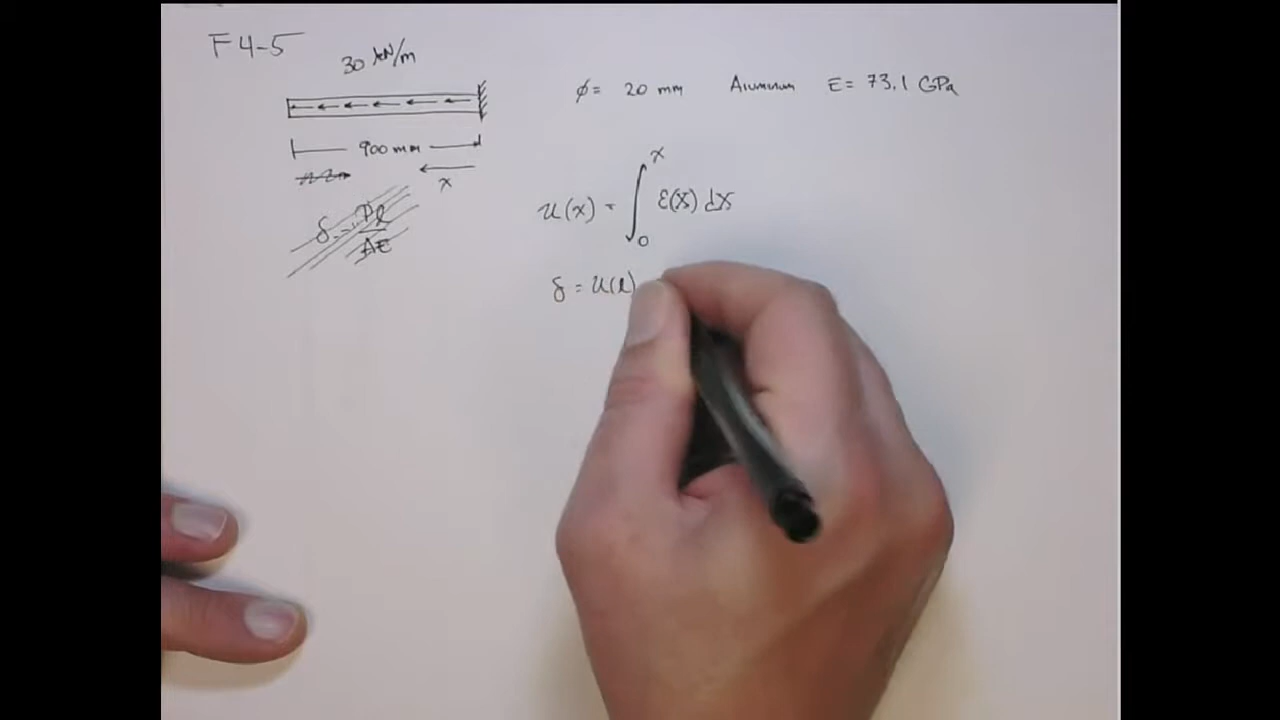 F4-5
30 kN/m
φ = 20 mm Aluminum E = 73.1 GPa
900 mm
x
u(x) = ∫₀ˣ ε(x) dx
δ = Pl/AE
δ = u(l)